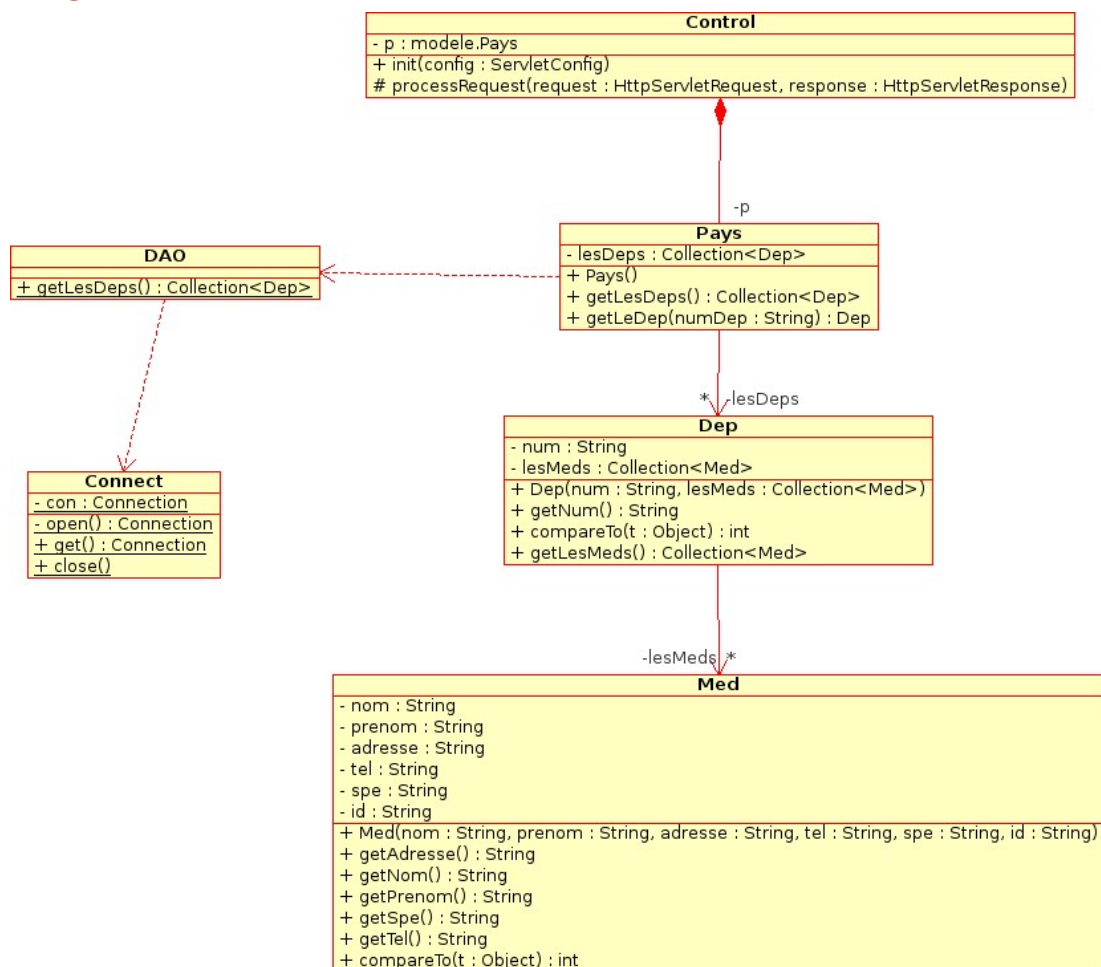 Control
- p : modele.Pays
+ init(config : ServletConfig)
# processRequest(request : HttpServletRequest, response : HttpServletResponse)
-p
Pays
- lesDeps : Collection<Dep>
+ Pays()
+ getLesDeps() : Collection<Dep>
+ getLeDep(numDep : String) : Dep
DAO
+ getLesDeps() : Collection<Dep>
* -lesDeps
Dep
- num : String
- lesMeds : Collection<Med>
+ Dep(num : String, lesMeds : Collection<Med>)
+ getNum() : String
+ compareTo(t : Object) : int
+ getLesMeds() : Collection<Med>
Connect
- con : Connection
- open() : Connection
+ get() : Connection
+ close()
-lesMeds *
Med
- nom : String
- prenom : String
- adresse : String
- tel : String
- spe : String
- id : String
+ Med(nom : String, prenom : String, adresse : String, tel : String, spe : String, id : String)
+ getAdresse() : String
+ getNom() : String
+ getPrenom() : String
+ getSpe() : String
+ getTel() : String
+ compareTo(t : Object) : int